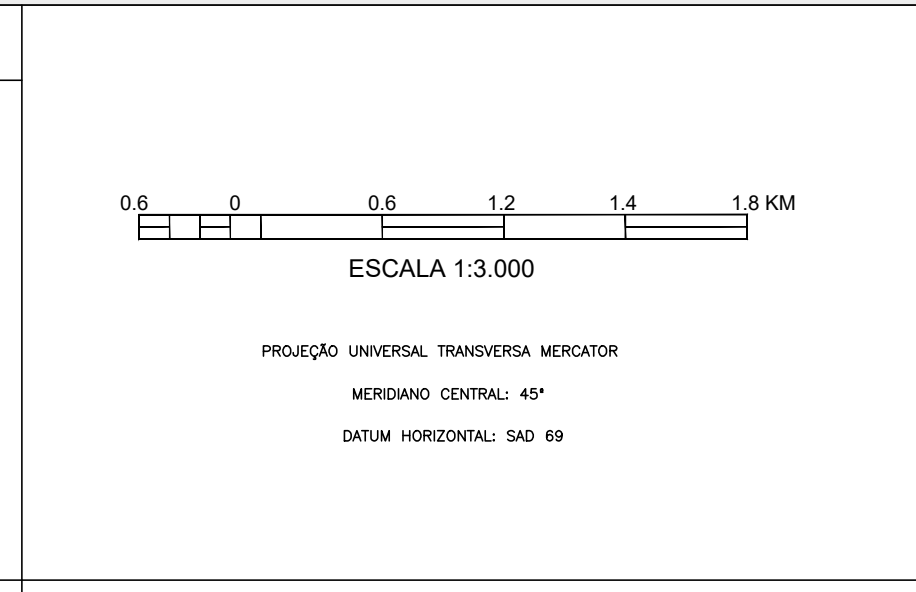 0.6 0 0.6 1.2 1.4 1.8 KM
ESCALA 1:3.000
PROJEÇÃO UNIVERSAL TRANSVERSA MERCATOR
MERIDIANO CENTRAL: 45°
DATUM HORIZONTAL: SAD 69